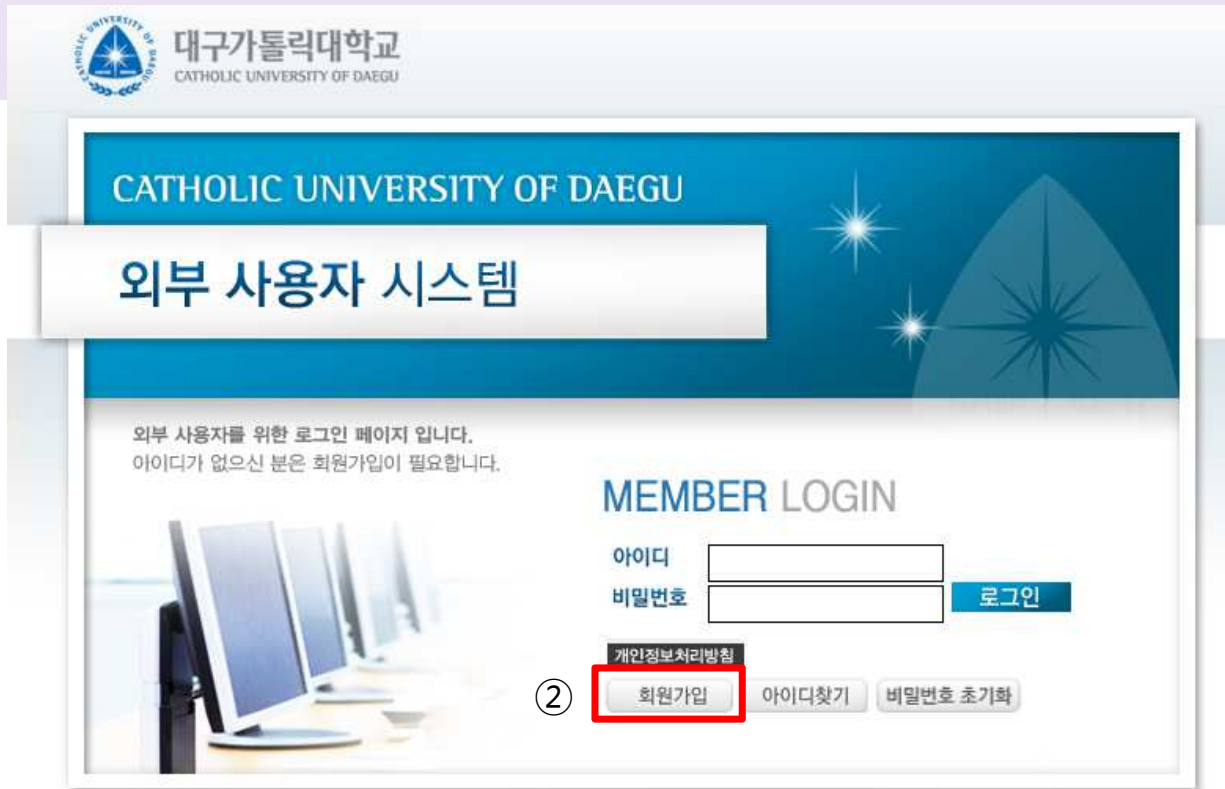 CATHOLIC UNIVERSITY OF DAEGU
대구가톨릭대학교
CATHOLIC UNIVERSITY OF DAEGU
CATHOLIC UNIVERSITY OF DAEGU
외부 사용자 시스템
외부 사용자를 위한 로그인 페이지 입니다.
아이디가 없으신 분은 회원가입이 필요합니다.
MEMBER LOGIN
아이디
비밀번호 로그인
개인정보처리방침
② 회원가입 아이디찾기 비밀번호 초기화